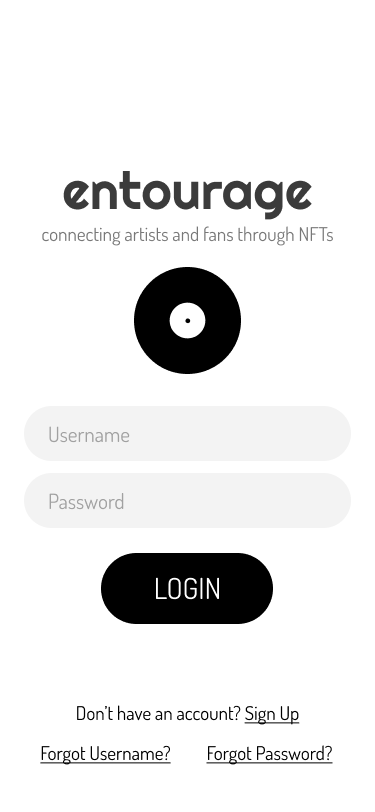 entourage
connecting artists and fans through NFTs
Username
Password
LOGIN
Don't have an account? Sign Up
Forgot Username? Forgot Password?